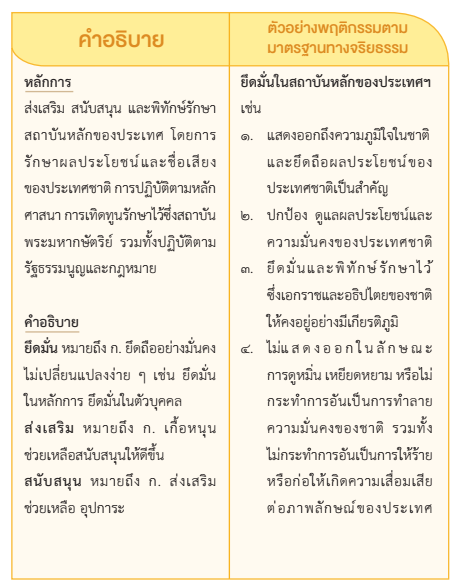 คำอธิบาย
ตัวอย่างพฤติกรรมตาม
มาตรฐานทางจริยธรรม
หลักการ
ส่งเสริม สนับสนุน และพิทักษ์รักษา
สถาบันหลักของประเทศ โดยการ
รักษาผลประโยชน์และชื่อเสียง
ของประเทศชาติ การปฏิบัติตามหลัก
ศาสนา การเทิดทูนรักษาไว้ซึ่งสถาบัน
พระมหากษัตริย์ รวมทั้งปฏิบัติตาม
รัฐธรรมนูญและกฎหมาย
คำอธิบาย
ยึดมั่น หมายถึง ก. ยึดถืออย่างมั่นคง
ไม่เปลี่ยนแปลงง่าย ๆ เช่น ยึดมั่น
ในหลักการ ยึดมั่นในตัวบุคคล
ส่งเสริม หมายถึง ก. เกื้อหนุน
ช่วยเหลือสนับสนุนให้ดีขึ้น
สนับสนุน หมายถึง ก. ส่งเสริม
ช่วยเหลือ อุปการะ
ยึดมั่นในสถาบันหลักของประเทศฯ
เช่น
๑. แสดงออกถึงความภูมิใจในชาติ
และยึดถือผลประโยชน์ของ
ประเทศชาติเป็นสำคัญ
๒. ปกป้อง ดูแลผลประโยชน์และ
ความมั่นคงของประเทศชาติ
๓. ยึดมั่นและพิทักษ์รักษาไว้
ซึ่งเอกราชและอธิปไตยของชาติ
ให้คงอยู่อย่างมีเกียรติภูมิ
๔. ไม่แสดงออกในลักษณะ
การดูหมิ่น เหยียดหยาม หรือไม่
กระทำการอันเป็นการทำลาย
ความมั่นคงของชาติ รวมทั้ง
ไม่กระทำการอันเป็นการให้ร้าย
หรือก่อให้เกิดความเสื่อมเสีย
ต่อภาพลักษณ์ของประเทศ